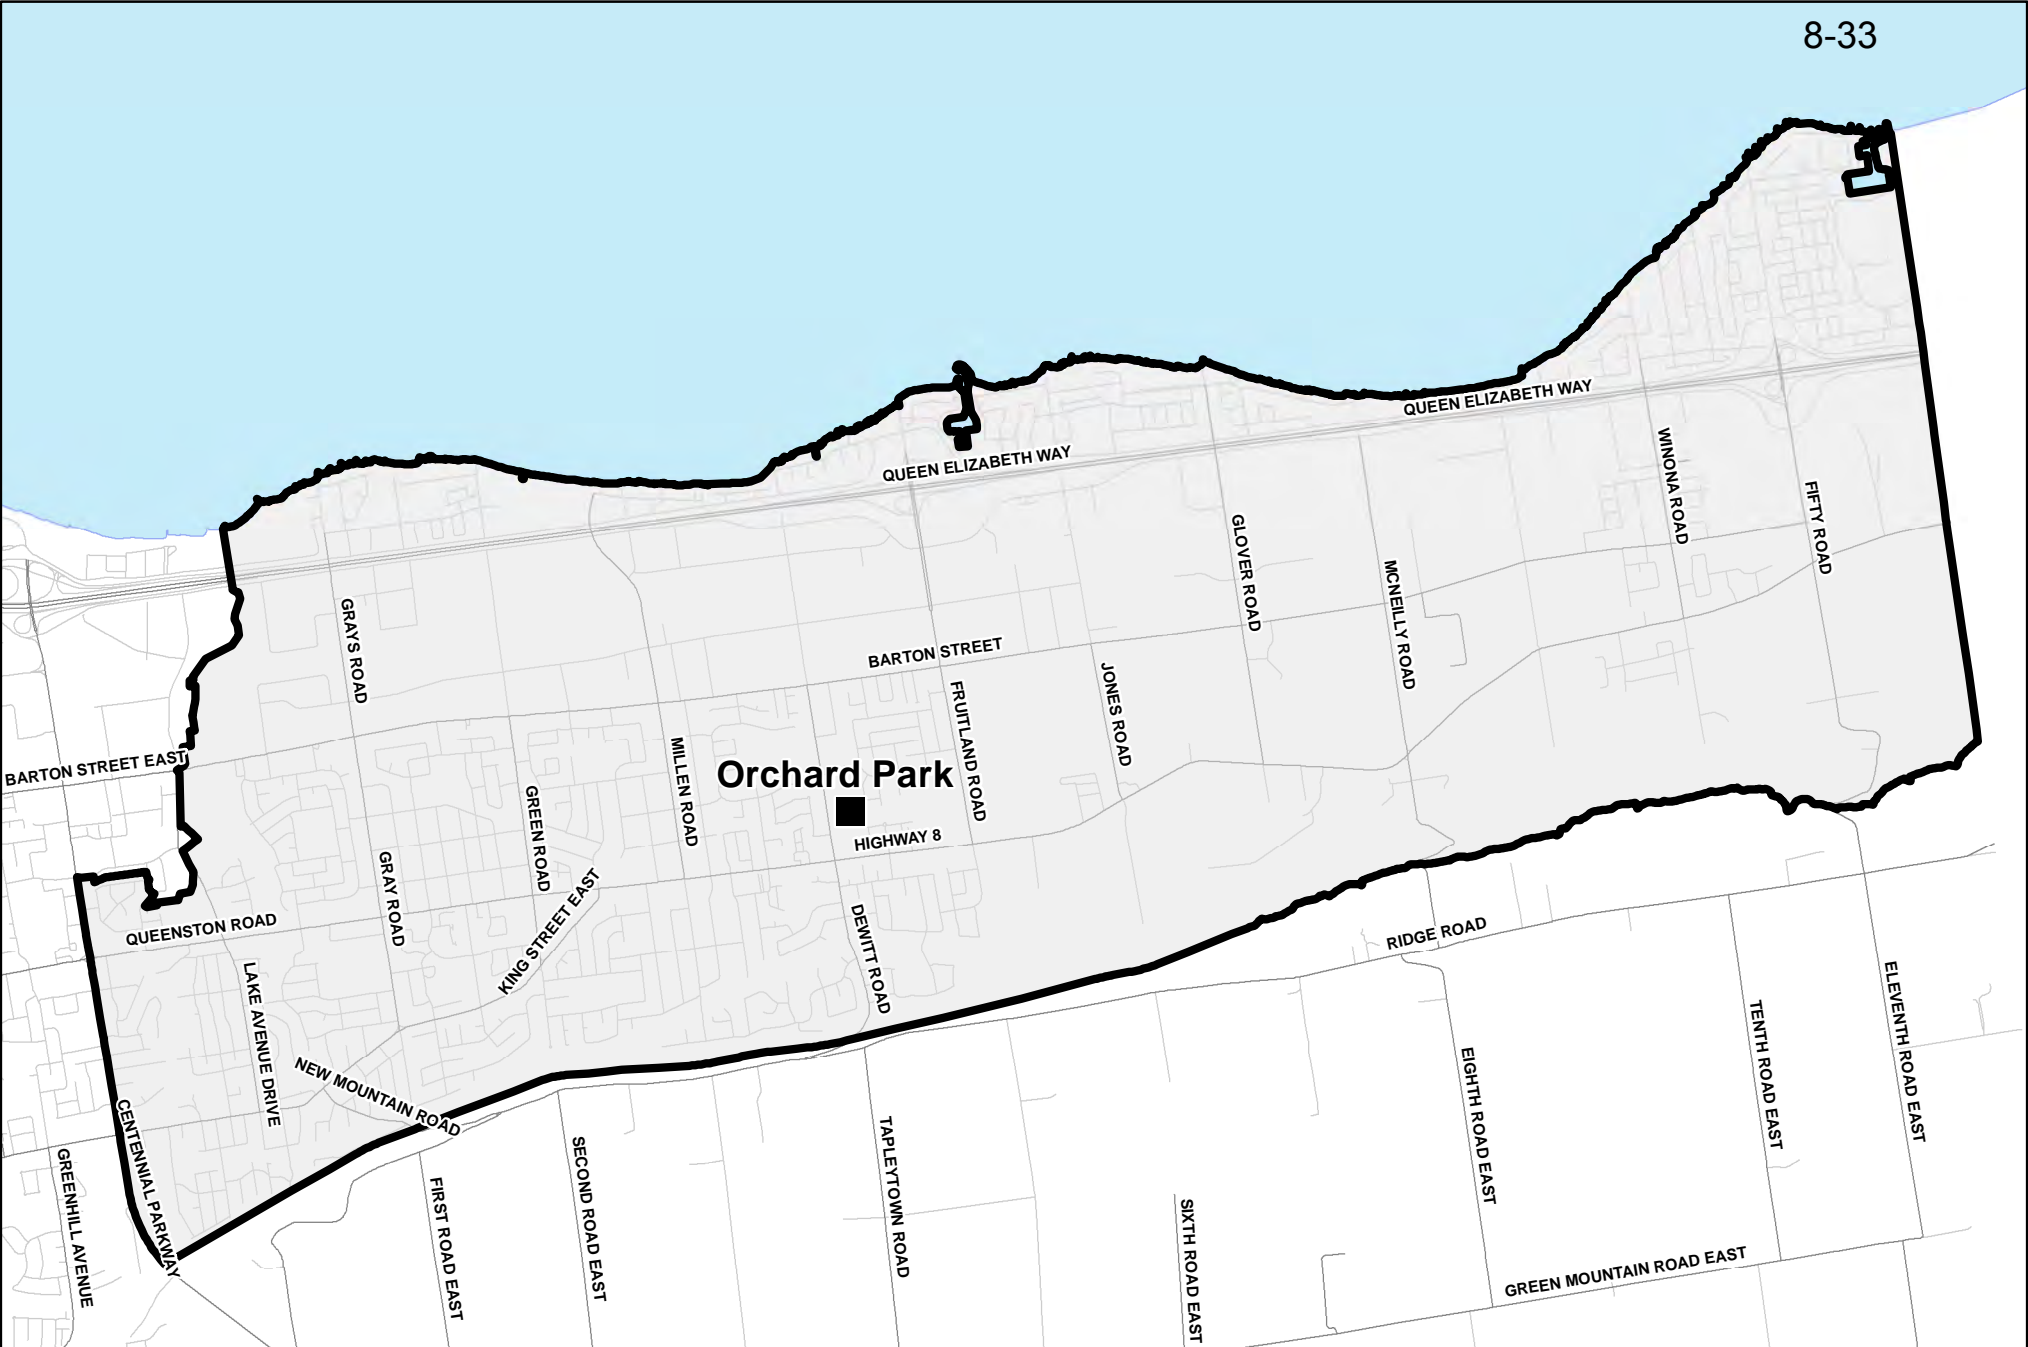 8-33
QUEEN ELIZABETH WAY
QUEEN ELIZABETH WAY
WINONA ROAD
FIFTY ROAD
GLOVER ROAD
MCNEILLY ROAD
GRAYS ROAD
BARTON STREET
JONES ROAD
FRUITLAND ROAD
MILLEN ROAD
BARTON STREET EAST
Orchard Park
GREEN ROAD
HIGHWAY 8
GRAY ROAD
KING STREET EAST
QUEENSTON ROAD
DEWITT ROAD
RIDGE ROAD
LAKE AVENUE DRIVE
ELEVENTH ROAD EAST
TENTH ROAD EAST
NEW MOUNTAIN ROAD
EIGHTH ROAD EAST
CENTENNIAL PARKWAY
TAPLEYTOWN ROAD
SECOND ROAD EAST
GREENHILL AVENUE
FIRST ROAD EAST
SIXTH ROAD EAST
GREEN MOUNTAIN ROAD EAST